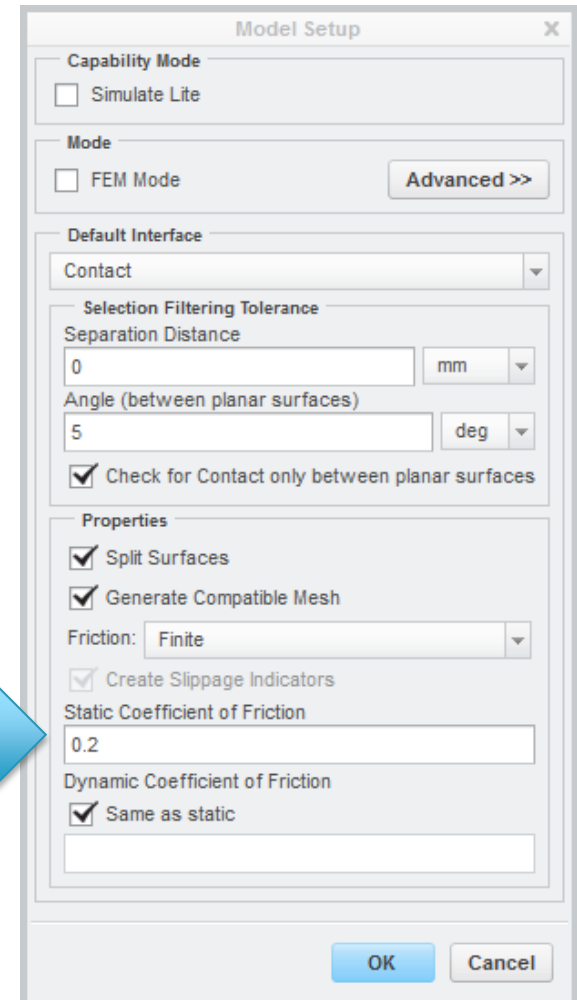 Model Setup
Capability Mode
Simulate Lite
Mode
FEM Mode Advanced >>
Default Interface
Contact
Selection Filtering Tolerance
Separation Distance
0 mm
Angle (between planar surfaces)
5 deg
Check for Contact only between planar surfaces
Properties
Split Surfaces
Generate Compatible Mesh
Friction: Finite
Create Slippage Indicators
Static Coefficient of Friction
0.2
Dynamic Coefficient of Friction
Same as static
OK Cancel